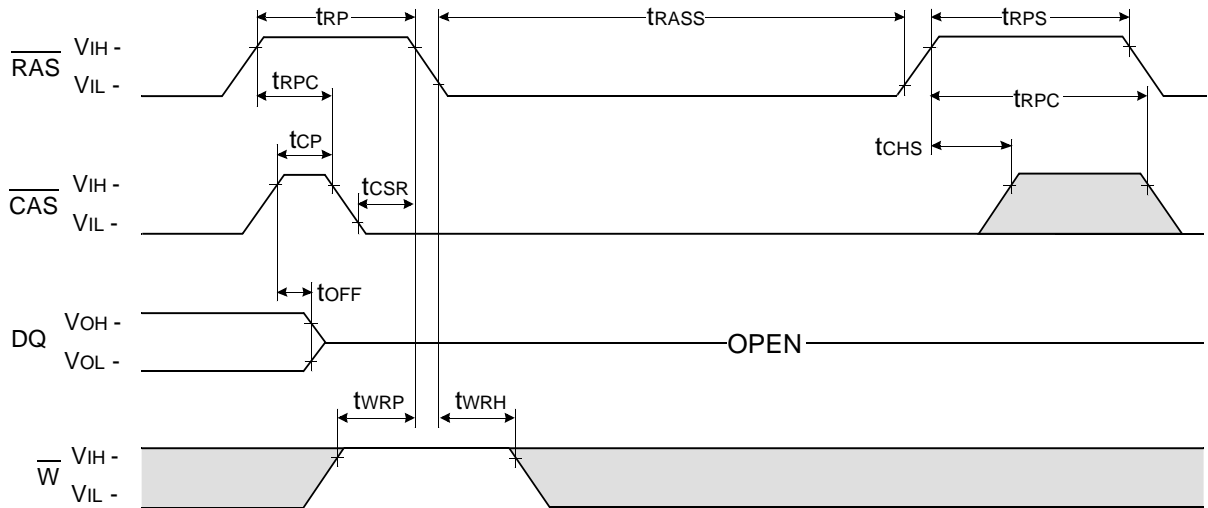 tRP
tRASS
tRPS
RAS
VIH -
VIL -
tRPC
tRPC
tCP
tCHS
CAS
VIH -
VIL -
tCSR
tOFF
DQ
VOH -
VOL -
OPEN
tWRP
tWRH
W
VIH -
VIL -